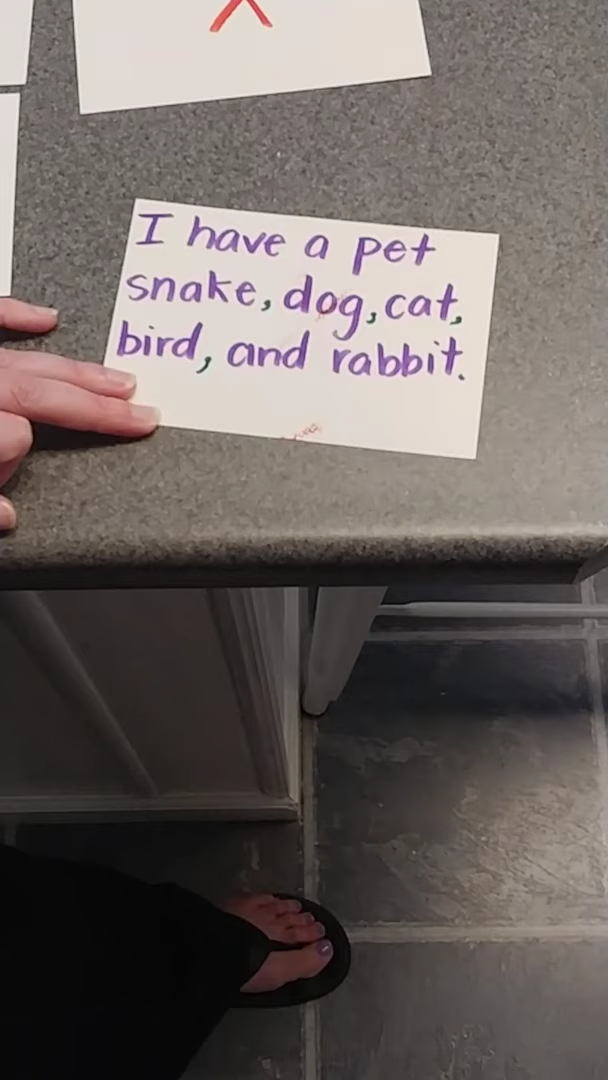 I have a pet
snake, dog, cat,
bird, and rabbit.